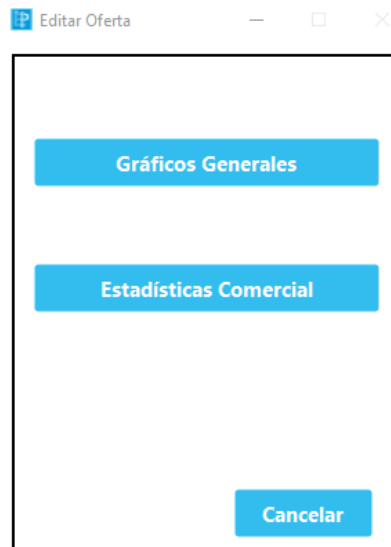 Editar Oferta
Gráficos Generales
Estadísticas Comercial
Cancelar